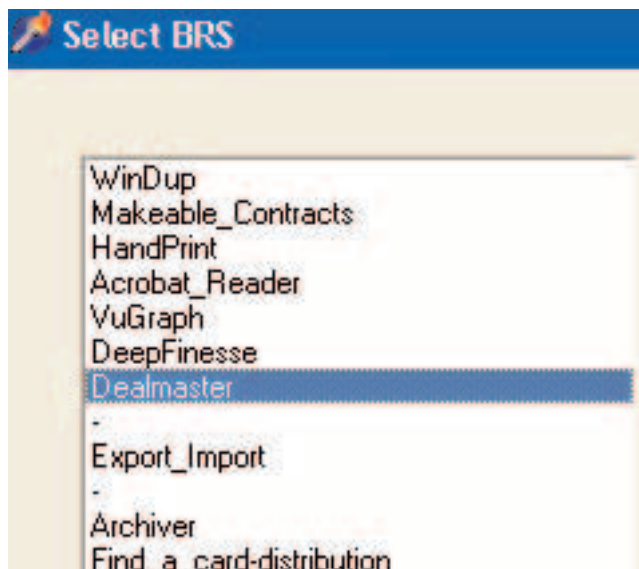 Select BRS
WinDup
Makeable_Contracts
HandPrint
Acrobat_Reader
VuGraph
DeepFinesse
Dealmaster
-
Export_Import
-
Archiver
Find_a_card-distribution